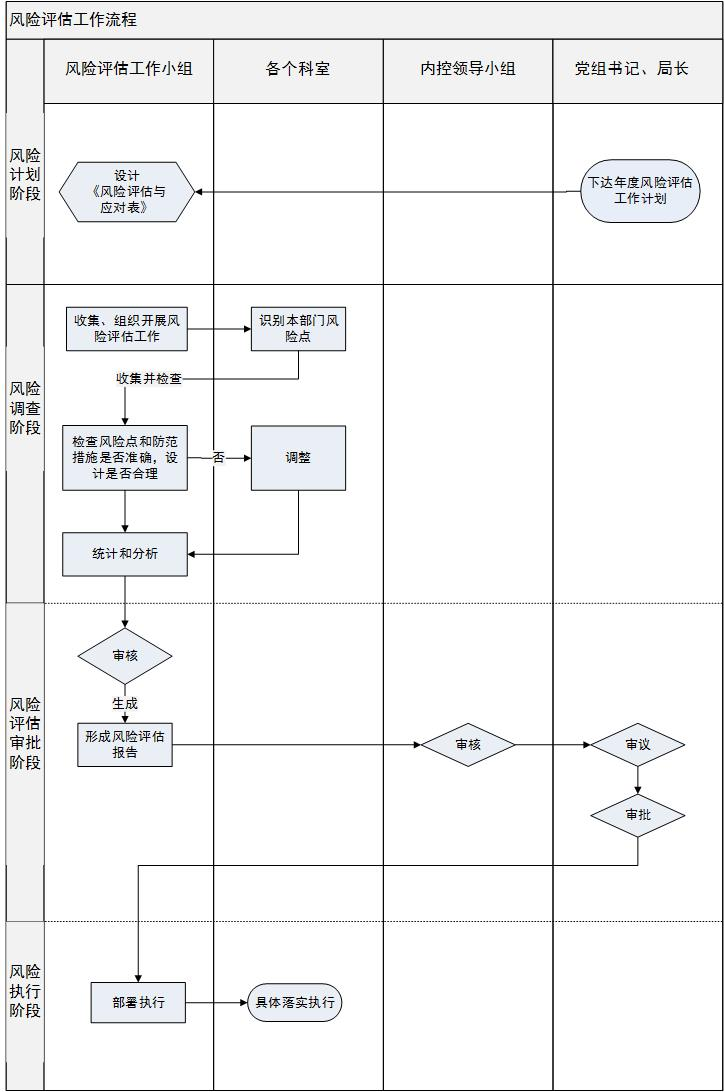 风险评估工作流程
风险评估工作小组
各个科室
内控领导小组
党组书记、局长
风险
计划
阶段
设计
《风险评估与
应对表》
下达年度风险评估
工作计划
风险
调查
阶段
收集、组织开展风
险评估工作
识别本部门风
险点
收集并检查
检查风险点和防范
措施是否准确，设
计是否合理
否
调整
统计和分析
风险
评估
审批
阶段
审核
生成
形成风险评估
报告
审核
审议
审批
风险
执行
阶段
部署执行
具体落实执行